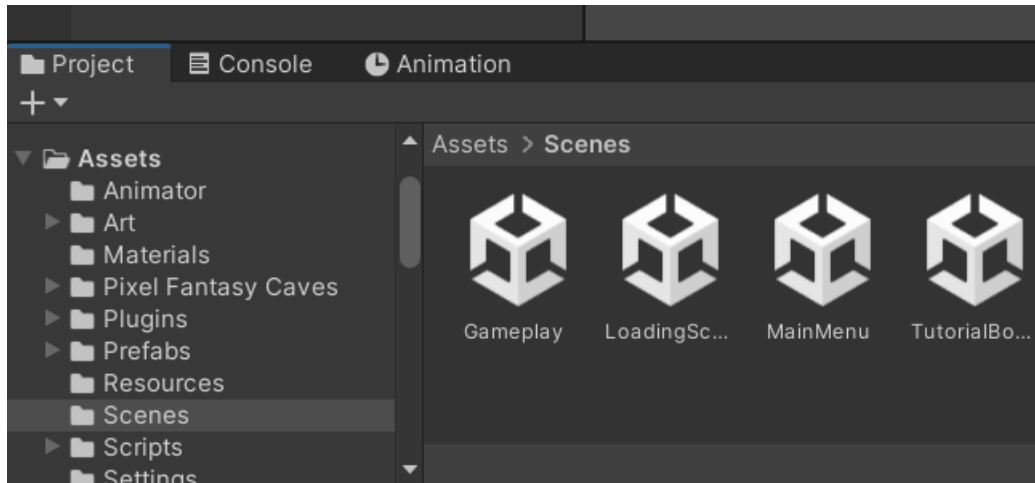 Project Console Animation
Assets > Scenes
Assets
Animator
Art
Materials
Pixel Fantasy Caves
Plugins
Prefabs
Resources
Scenes
Scripts
Settings
Gameplay LoadingSc... MainMenu TutorialBo...